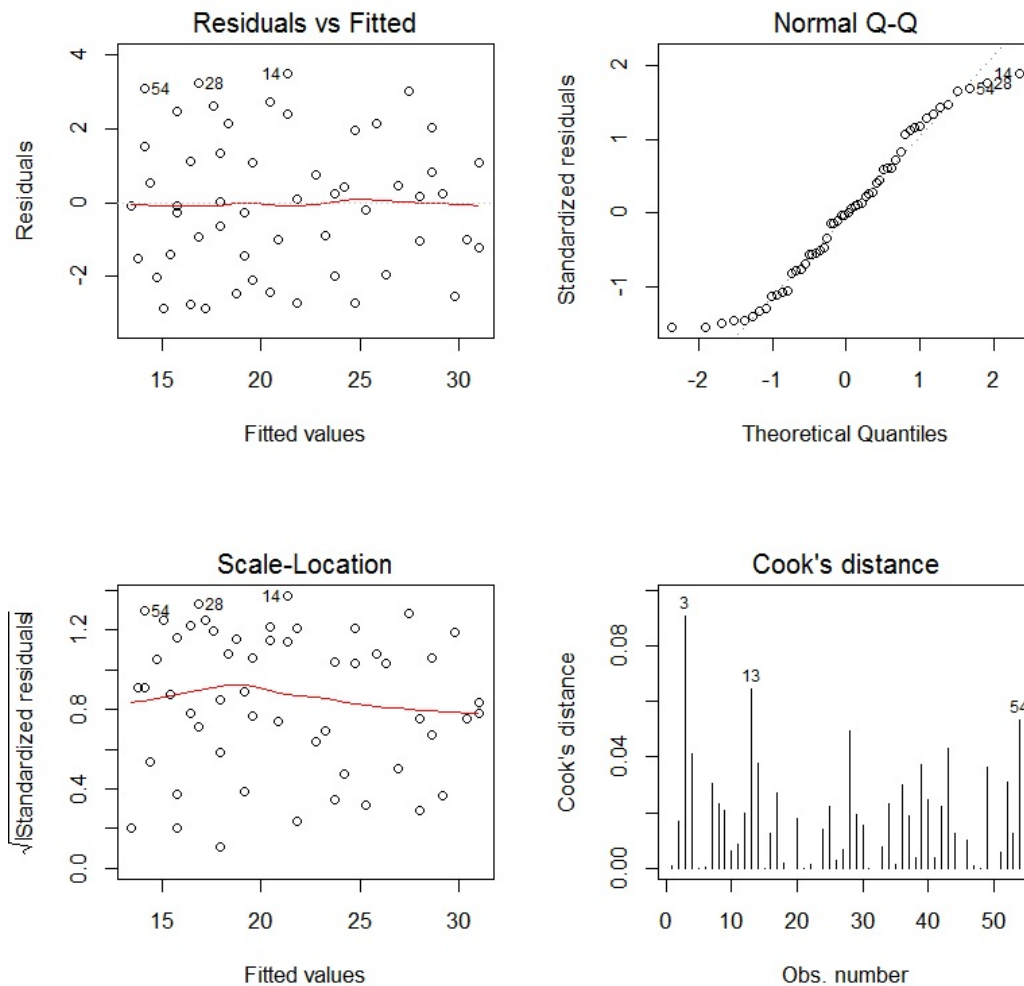 Residuals vs Fitted
4
2
0
-2
Residuals
54
28
14
15 20 25 30
Fitted values
Normal Q-Q
2
1
0
-1
Standardized residuals
14
28
54
-2 -1 0 1 2
Theoretical Quantiles
Scale-Location
1.2
0.8
0.4
0.0
√|Standardized residuals|
54
28
14
15 20 25 30
Fitted values
Cook's distance
0.08
0.04
0.00
Cook's distance
3
13
54
0 10 20 30 40 50
Obs. number